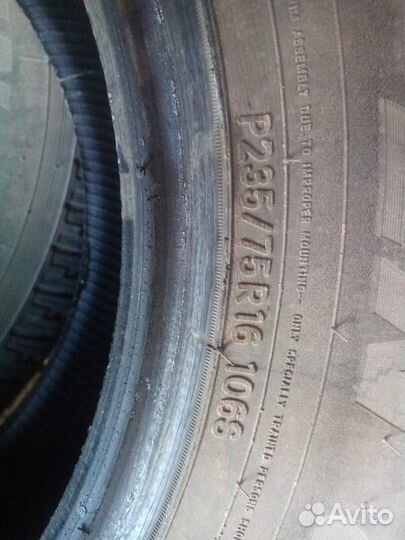 P235/75R16 106S
ASSEMBLY DUE TO IMPROPER MOUNTING- ONLY SPECIALLY TRAINED PERSONS
Avito